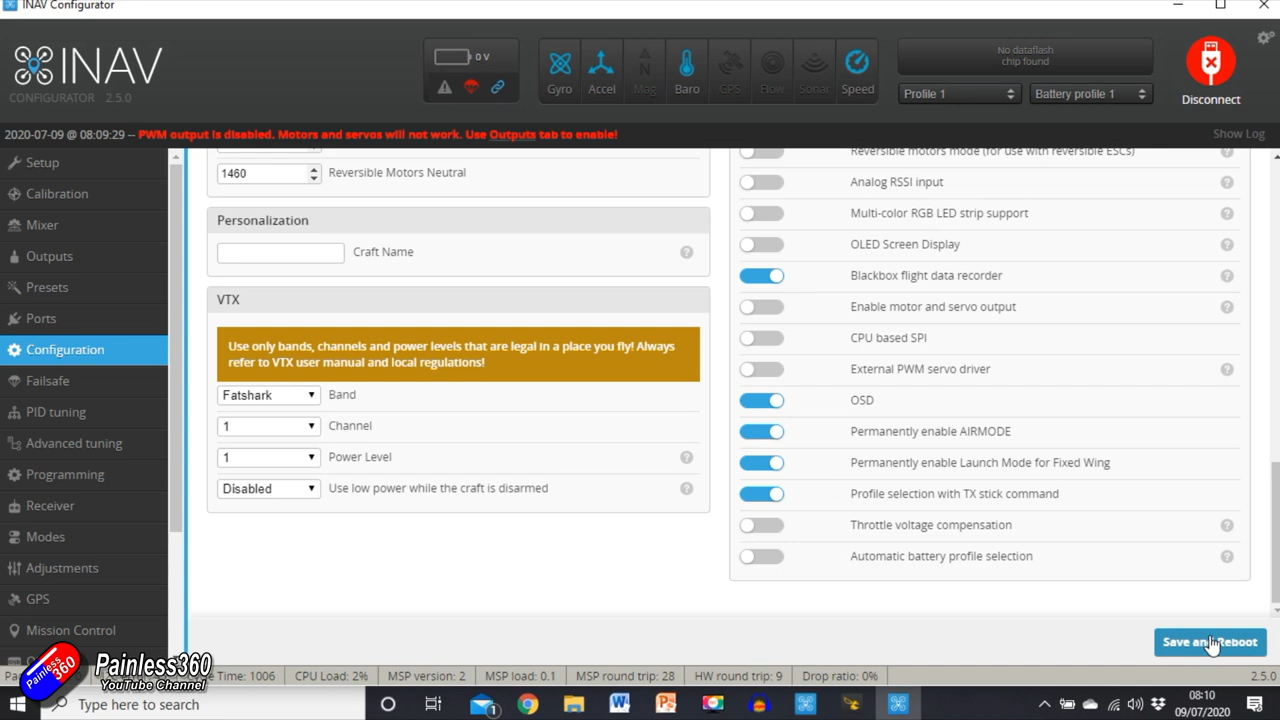 INAV Configurator
INAV
CONFIGURATOR 2.5.0
0 V
Gyro Accel Mag Baro GPS Flow Sonar Speed
No dataflash
chip found
Profile 1
Battery profile 1
Disconnect
2020-07-09 @ 08:09:29 -- PWM output is disabled. Motors and servos will not work. Use Outputs tab to enable!
Show Log
Setup
Calibration
Mixer
Outputs
Presets
Ports
Configuration
Failsafe
PID tuning
Advanced tuning
Programming
Receiver
Modes
Adjustments
GPS
Mission Control
1460 Reversible Motors Neutral
Personalization
Craft Name
VTX
Use only bands, channels and power levels that are legal in a place you fly! Always
refer to VTX user manual and local regulations!
Fatshark Band
1 Channel
1 Power Level
Disabled Use low power while the craft is disarmed
Reversible motors mode (for use with reversible ESCs)
Analog RSSI input
Multi-color RGB LED strip support
OLED Screen Display
Blackbox flight data recorder
Enable motor and servo output
CPU based SPI
External PWM servo driver
OSD
Permanently enable AIRMODE
Permanently enable Launch Mode for Fixed Wing
Profile selection with TX stick command
Throttle voltage compensation
Automatic battery profile selection
Save and Reboot
Painless
360
Painless360
YouTube Channel
Time: 1006
CPU Load: 2%
MSP version: 2
MSP load: 0.1
MSP round trip: 28
HW round trip: 9
Drop ratio: 0%
2.5.0
Type here to search
1
08:10
09/07/2020